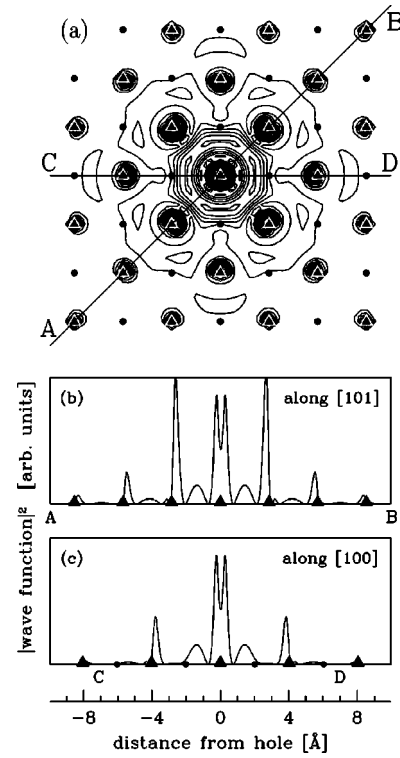 (a)
B
C
D
A
(b)
along [101]
A
B
(c)
along [100]
C
D
|wave function|² [arb. units]
-8 -4 0 4 8
distance from hole [Å]